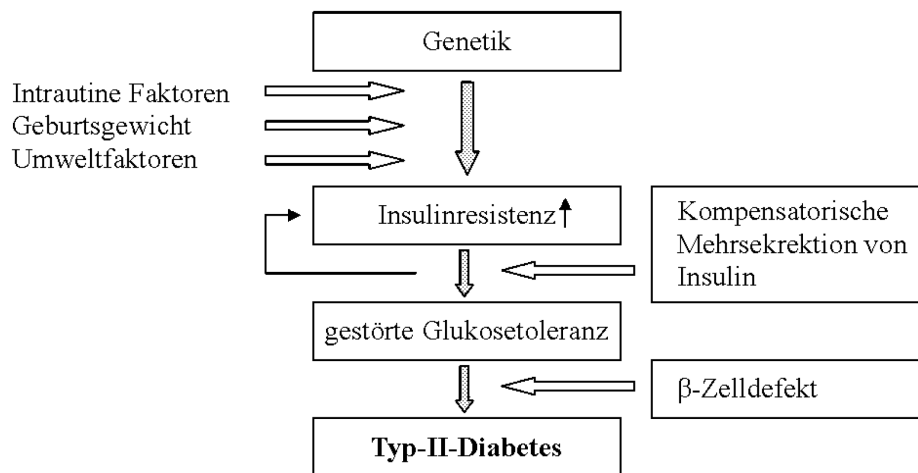 Genetik
Intrautine Faktoren
Geburtsgewicht
Umweltfaktoren
Insulinresistenz
Kompensatorische
Mehrsekrektion von
Insulin
gestörte Glukosetoleranz
β-Zelldefekt
Typ-II-Diabetes